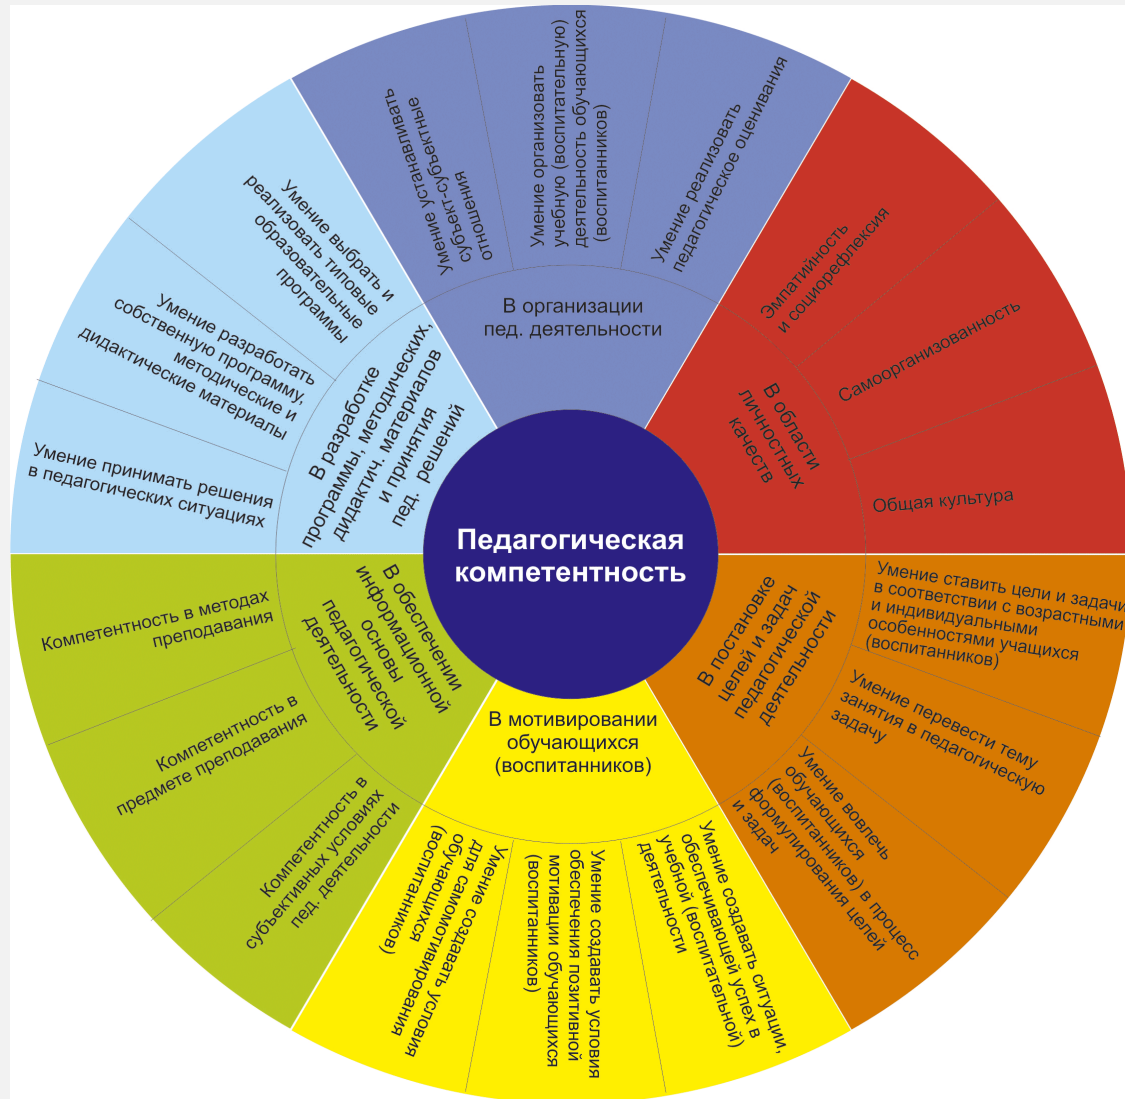 Педагогическая
компетентность
В организации
пед. деятельности
Умение устанавливать
субъект-субъектные
отношения
Умение организовать
учебную (воспитательную)
деятельность обучающихся
(воспитанников)
Умение реализовать
педагогическое оценивания
В области
личностных
качеств
Эмпатийность
и социорефлексия
Самоорганизованность
Общая культура
В постановке
целей и задач
педагогической
деятельности
Умение ставить цели и задачи
в соответствии с возрастными
и индивидуальными
особенностями учащихся
(воспитанников)
Умение перевести тему
занятия в педагогическую
задачу
Умение вовлечь
обучающихся
(воспитанников) в процесс
формулирования целей
и задач
В мотивировании
обучающихся
(воспитанников)
Умение создавать ситуации,
обеспечивающей успех в
учебной (воспитательной)
деятельности
Умение создавать условия
обеспечения позитивной
мотивации обучающихся
(воспитанников)
Умение создавать условия
для самомотивирования
обучающихся
(воспитанников)
В обеспечении
информационной
основы
педагогической
деятельности
Компетентность в
субъективных условиях
пед. деятельности
Компетентность в
предмете преподавания
Компетентность в методах
преподавания
В разработке
программы, методических,
дидактич. материалов
и принятия
пед. решений
Умение принимать решения
в педагогических ситуациях
Умение разработать
собственную программу,
методические и
дидактические материалы
Умение выбрать и
реализовать типовые
образовательные
программы